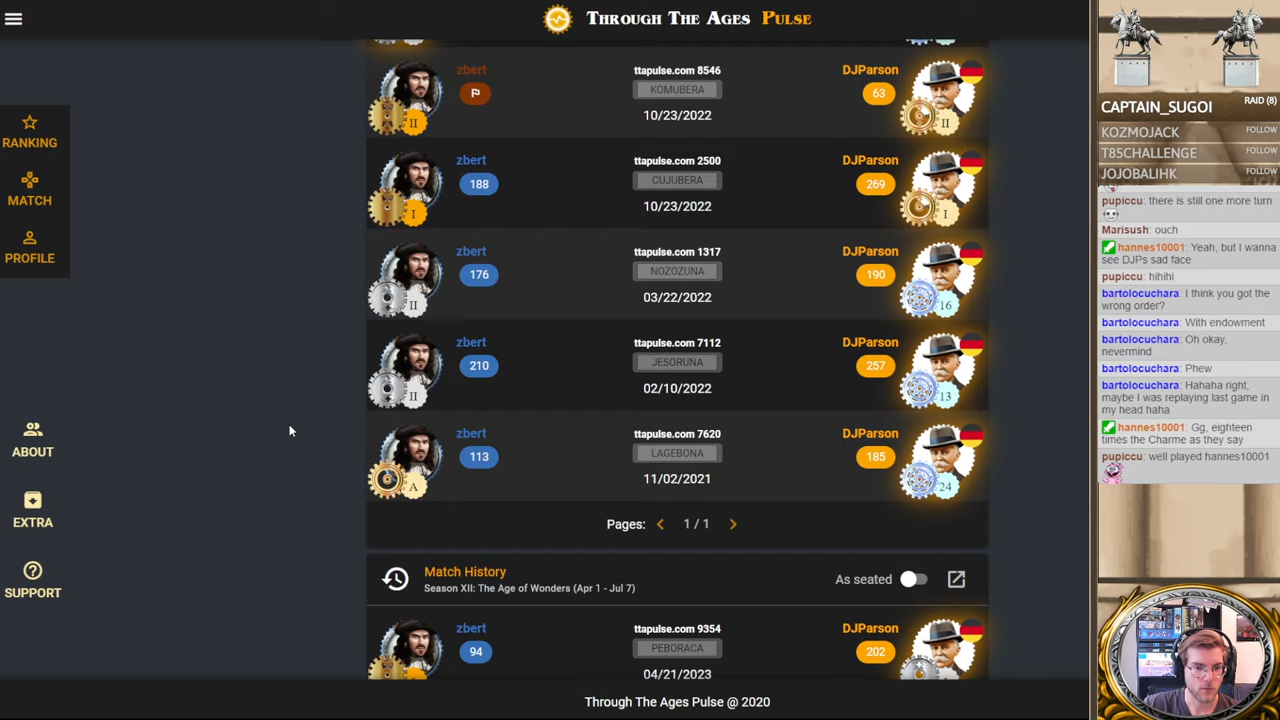 THROUGH THE AGES PULSE
RANKING
MATCH
PROFILE
ABOUT
EXTRA
SUPPORT
zbert
ttapulse.com 8546
KOMUBERA
10/23/2022
DJParson
63
II
II
zbert
188
ttapulse.com 2500
CUJUBERA
10/23/2022
DJParson
269
I
I
zbert
176
ttapulse.com 1317
NOZOZUNA
03/22/2022
DJParson
190
II
16
zbert
210
ttapulse.com 7112
JESORUNA
02/10/2022
DJParson
257
II
13
zbert
113
ttapulse.com 7620
LAGEBONA
11/02/2021
DJParson
185
A
24
Pages: < 1 / 1 >
Match History
Season XII: The Age of Wonders (Apr 1 - Jul 7)
As seated
zbert
94
ttapulse.com 9354
PEBORACA
04/21/2023
DJParson
202
Through The Ages Pulse @ 2020
CAPTAIN_SUGOI RAID (8)
KOZMOJACK FOLLOW
T85CHALLENGE FOLLOW
JOJOBALIHK FOLLOW
pupiccu: there is still one more turn
Marisush: ouch
hannes10001: Yeah, but I wanna
see DJPs sad face
pupiccu: hihihi
bartolocuchara: I think you got the
wrong order?
bartolocuchara: With endowment
bartolocuchara: Oh okay,
nevermind
bartolocuchara: Phew
bartolocuchara: Hahaha right,
maybe I was replaying last game in
my head haha
hannes10001: Gg, eighteen
times the Charme as they say
pupiccu: well played hannes10001